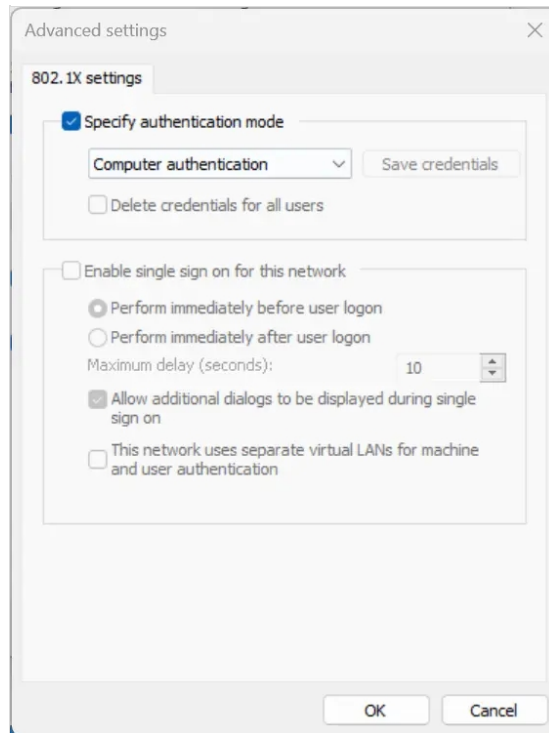 Advanced settings
802.1X settings
Specify authentication mode
Computer authentication
Save credentials
Delete credentials for all users
Enable single sign on for this network
Perform immediately before user logon
Perform immediately after user logon
Maximum delay (seconds):
10
Allow additional dialogs to be displayed during single
sign on
This network uses separate virtual LANs for machine
and user authentication
OK
Cancel